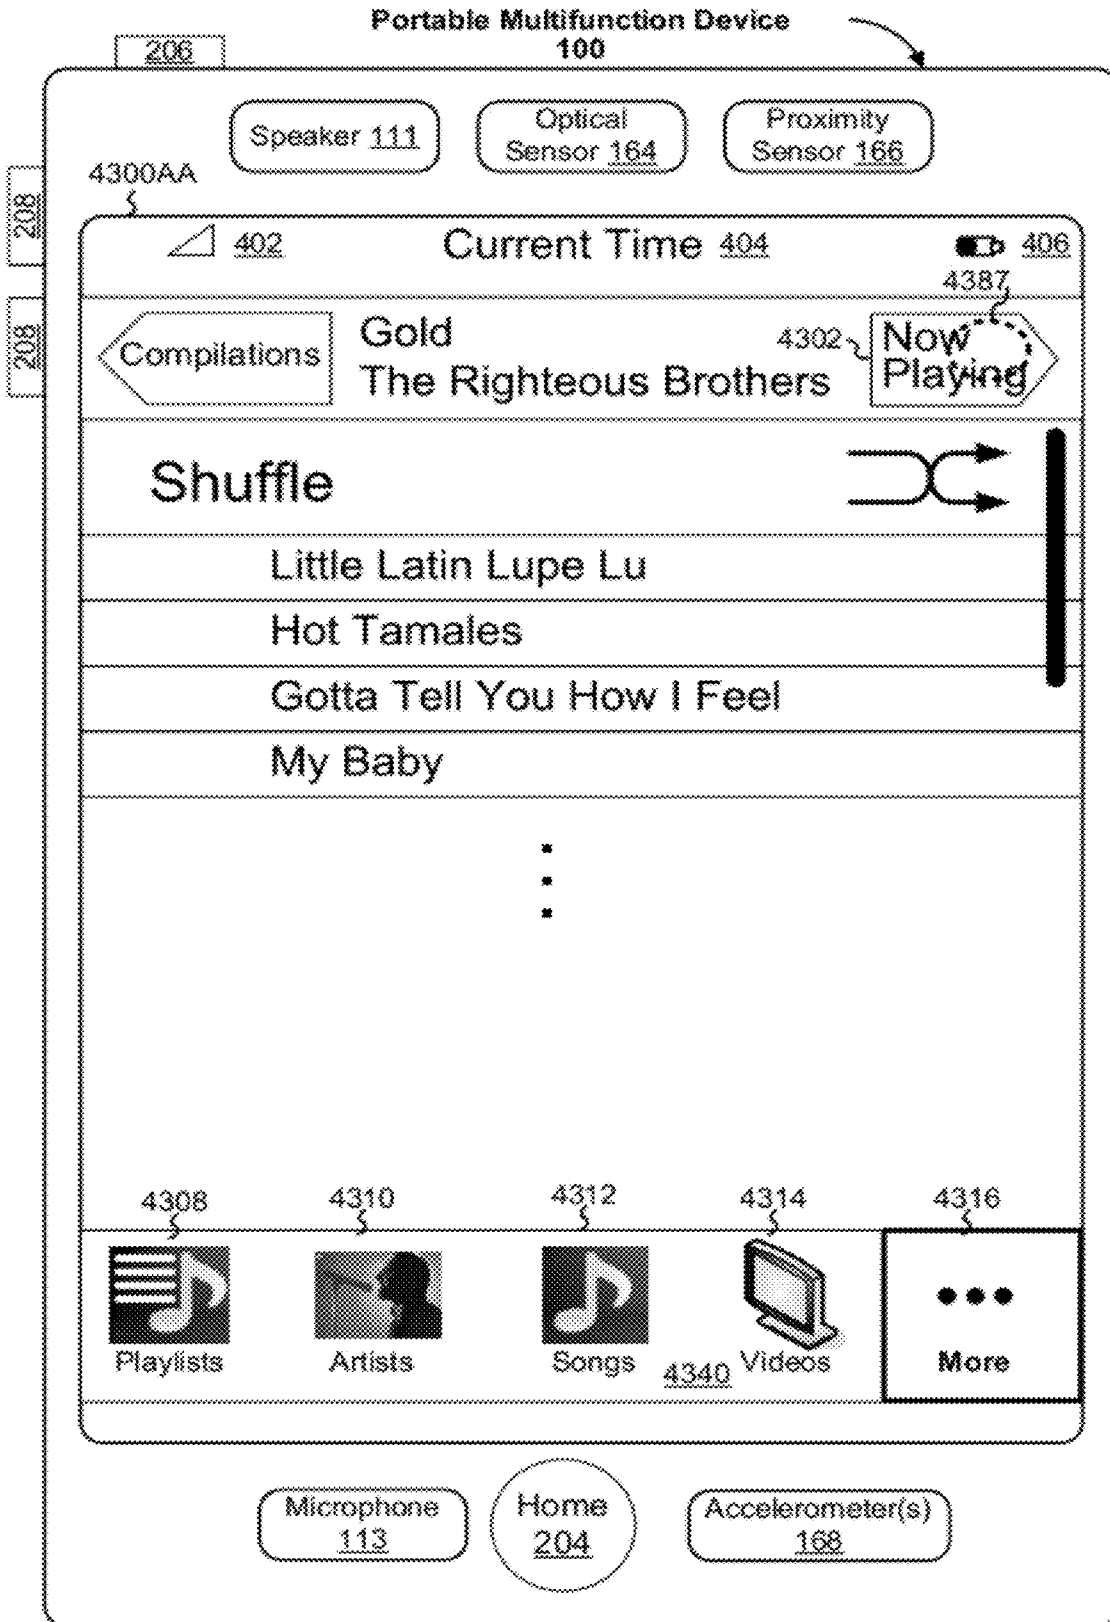 Portable Multifunction Device
100
206
Speaker 111
Optical
Sensor 164
Proximity
Sensor 166
4300AA
208
208
402
Current Time 404
406
4387
Compilations
Gold
The Righteous Brothers
4302
Now
Playing
Shuffle
Little Latin Lupe Lu
Hot Tamales
Gotta Tell You How I Feel
My Baby
4308
4310
4312
4314
4316
Playlists
Artists
Songs
4340
Videos
More
Microphone
113
Home
204
Accelerometer(s)
168